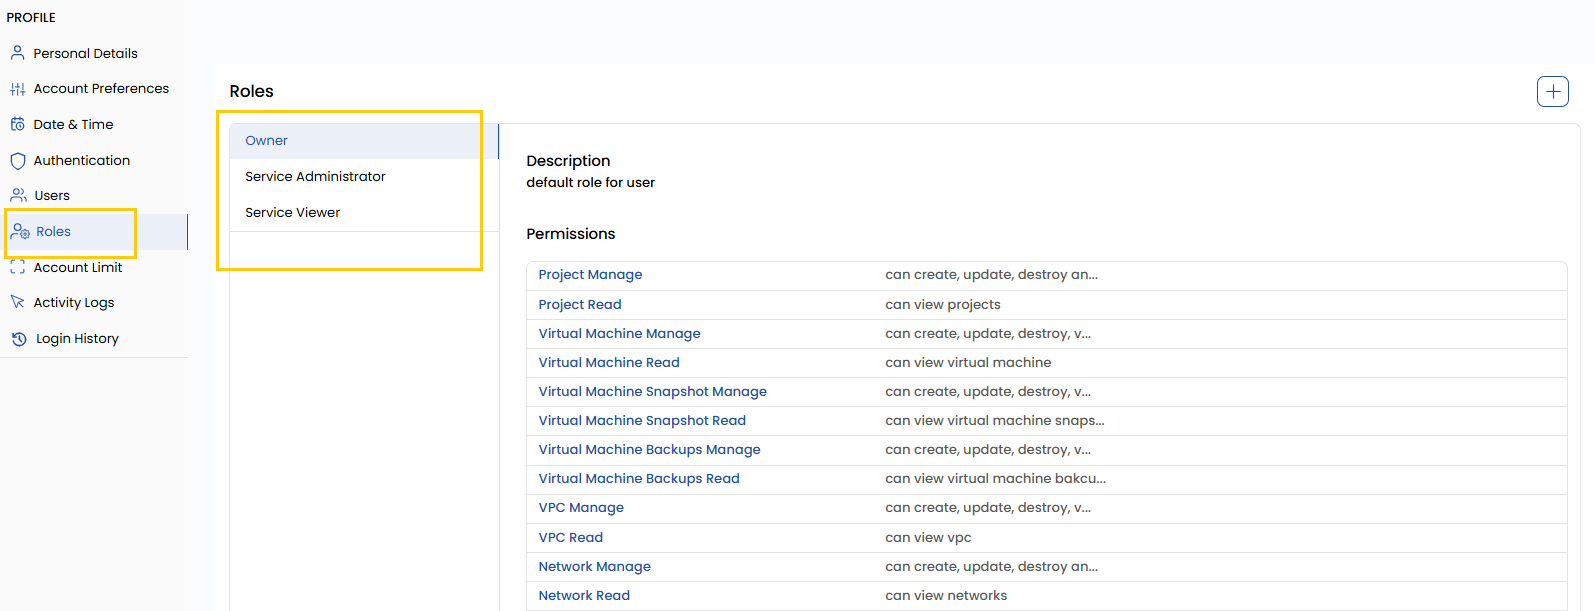 PROFILE
Personal Details
Account Preferences
Date & Time
Authentication
Users
Roles
Account Limit
Activity Logs
Login History
Roles
Owner
Service Administrator
Service Viewer
Description
default role for user
Permissions
Project Manage can create, update, destroy an...
Project Read can view projects
Virtual Machine Manage can create, update, destroy, v...
Virtual Machine Read can view virtual machine
Virtual Machine Snapshot Manage can create, update, destroy, v...
Virtual Machine Snapshot Read can view virtual machine snaps...
Virtual Machine Backups Manage can create, update, destroy, v...
Virtual Machine Backups Read can view virtual machine bakcu...
VPC Manage can create, update, destroy, v...
VPC Read can view vpc
Network Manage can create, update, destroy an...
Network Read can view networks